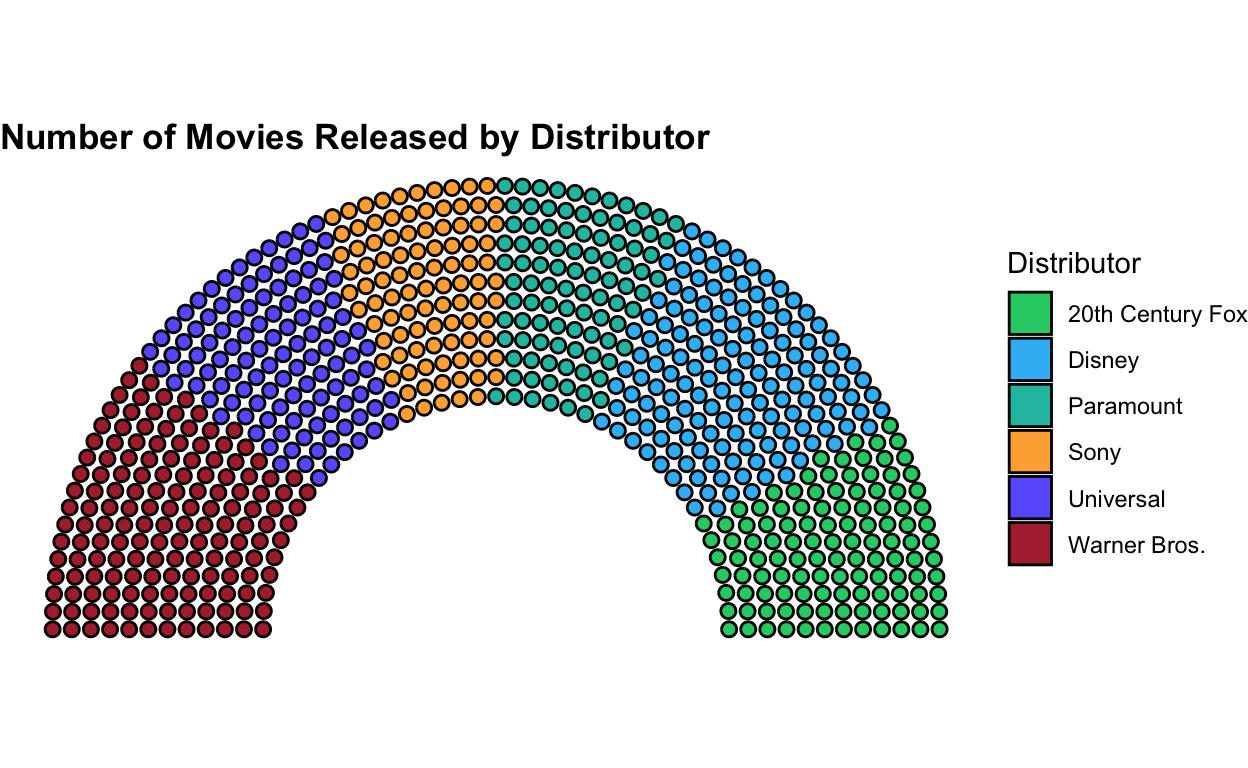 Number of Movies Released by Distributor
Distributor
20th Century Fox
Disney
Paramount
Sony
Universal
Warner Bros.